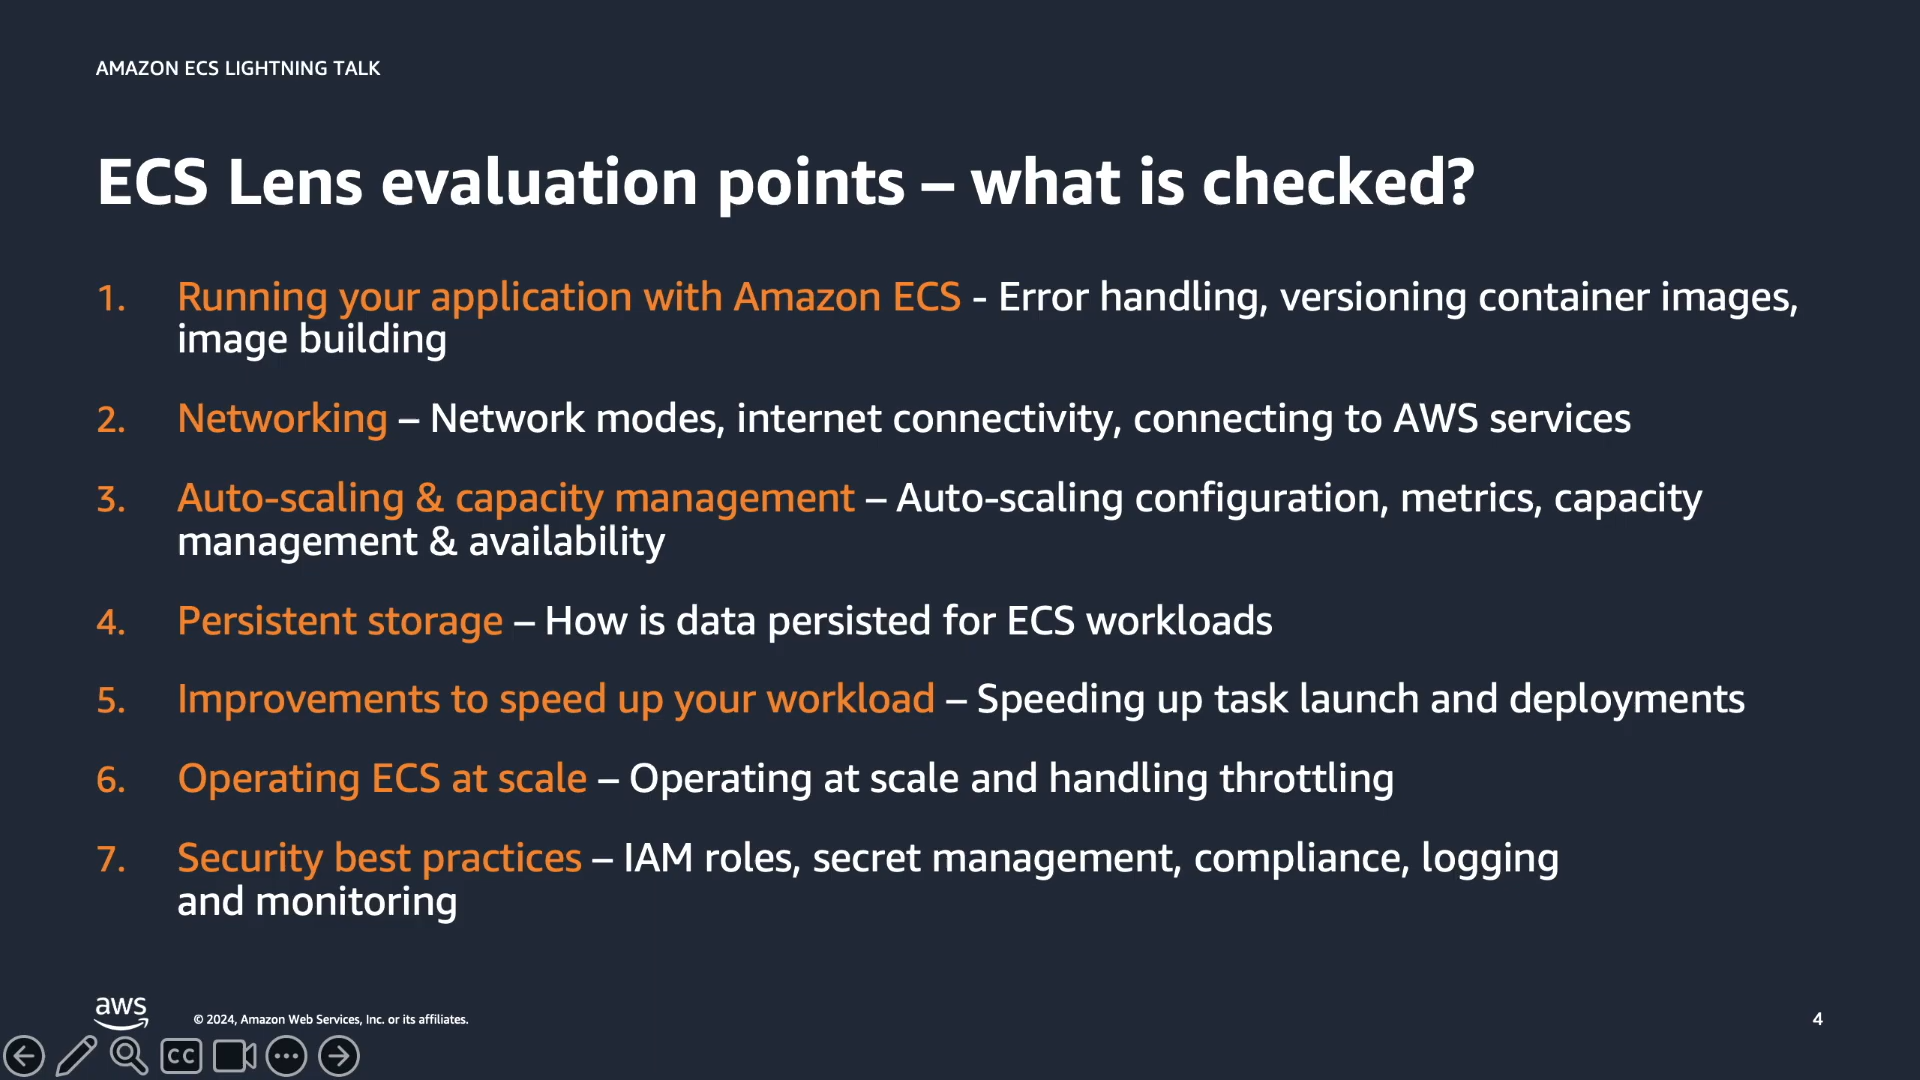 AMAZON ECS LIGHTNING TALK
ECS Lens evaluation points – what is checked?
1. Running your application with Amazon ECS - Error handling, versioning container images,
image building
2. Networking – Network modes, internet connectivity, connecting to AWS services
3. Auto-scaling & capacity management – Auto-scaling configuration, metrics, capacity
management & availability
4. Persistent storage – How is data persisted for ECS workloads
5. Improvements to speed up your workload – Speeding up task launch and deployments
6. Operating ECS at scale – Operating at scale and handling throttling
7. Security best practices – IAM roles, secret management, compliance, logging
and monitoring
aws
© 2024, Amazon Web Services, Inc. or its affiliates.
4
CC